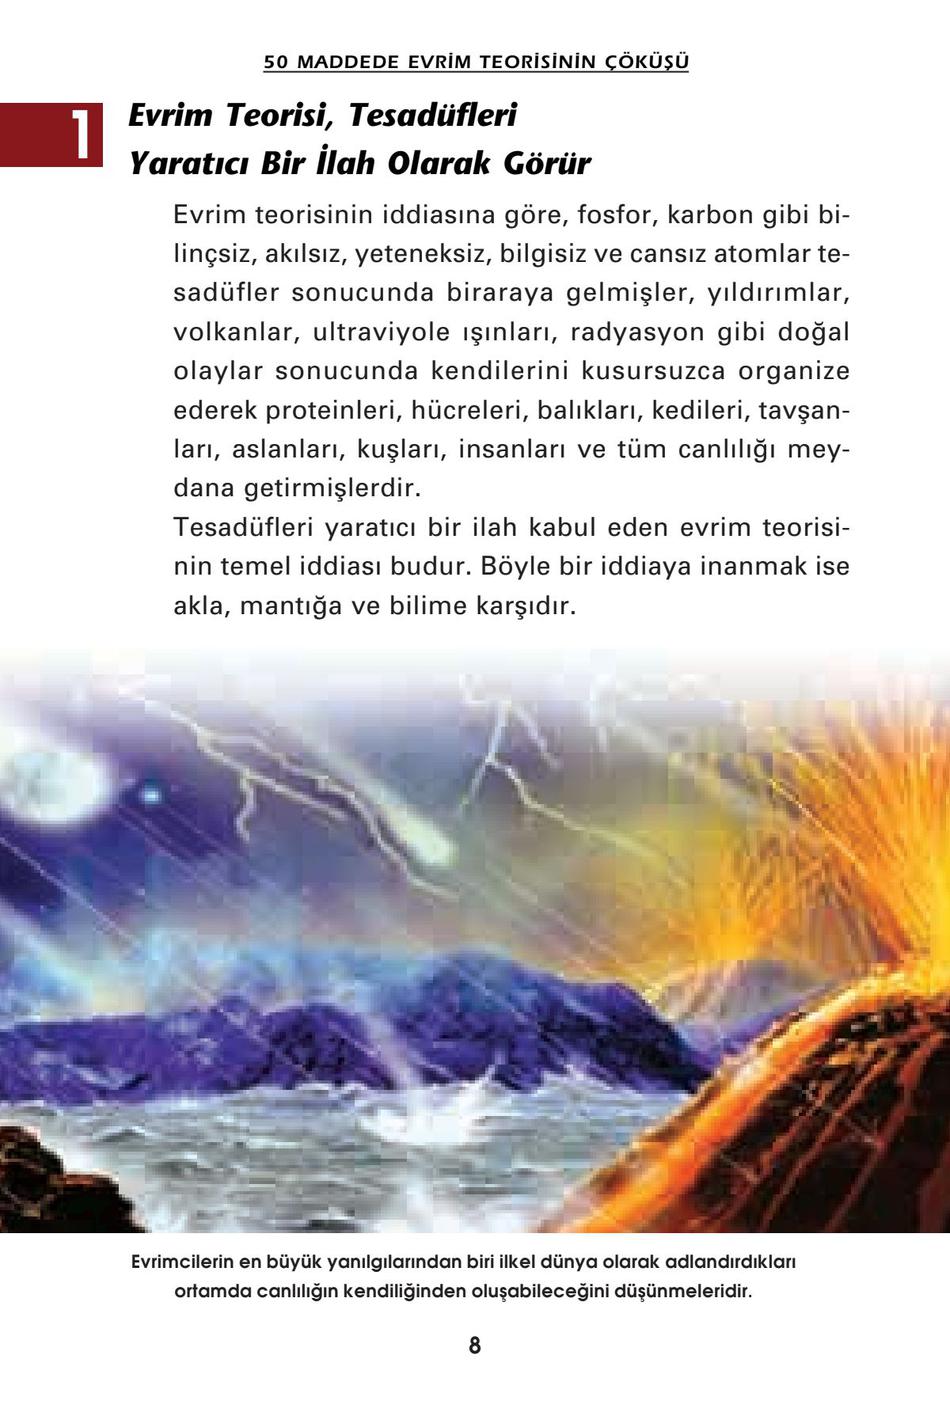 50 MADDEDE EVRİM TEORİSİNİN ÇÖKÜŞÜ
1
Evrim Teorisi, Tesadüfleri
Yaratıcı Bir İlah Olarak Görür
Evrim teorisinin iddiasına göre, fosfor, karbon gibi bi-
linçsiz, akılsız, yeteneksiz, bilgisiz ve cansız atomlar te-
sadüfler sonucunda biraraya gelmişler, yıldırımlar,
volkanlar, ultraviyole ışınları, radyasyon gibi doğal
olaylar sonucunda kendilerini kusursuzca organize
ederek proteinleri, hücreleri, balıkları, kedileri, tavşan-
ları, aslanları, kuşları, insanları ve tüm canlılığı mey-
dana getirmişlerdir.
Tesadüfleri yaratıcı bir ilah kabul eden evrim teorisi-
nin temel iddiası budur. Böyle bir iddiaya inanmak ise
akla, mantığa ve bilime karşıdır.
Evrimcilerin en büyük yanılgılarından biri ilkel dünya olarak adlandırdıkları
ortamda canlılığın kendiliğinden oluşabileceğini düşünmeleridir.
8